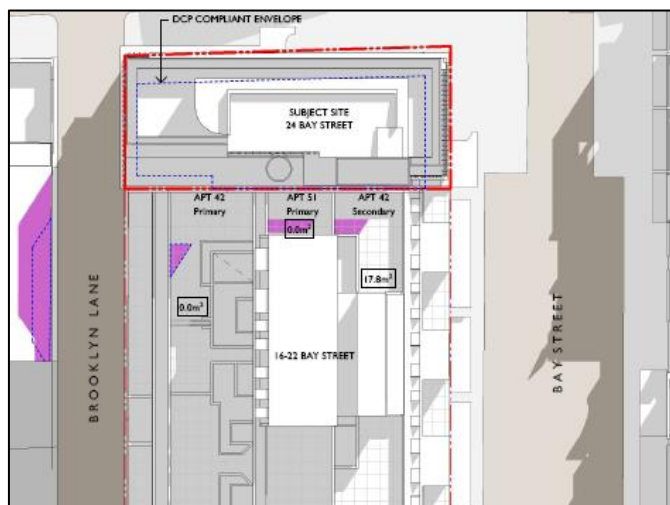 DCP COMPLIANT ENVELOPE
SUBJECT SITE
24 BAY STREET
APT 42
Primary
APT 51
Primary
APT 42
Secondary
0.0m²
0.0m²
17.8m²
16-22 BAY STREET
BROOKLYN LANE
BAY STREET